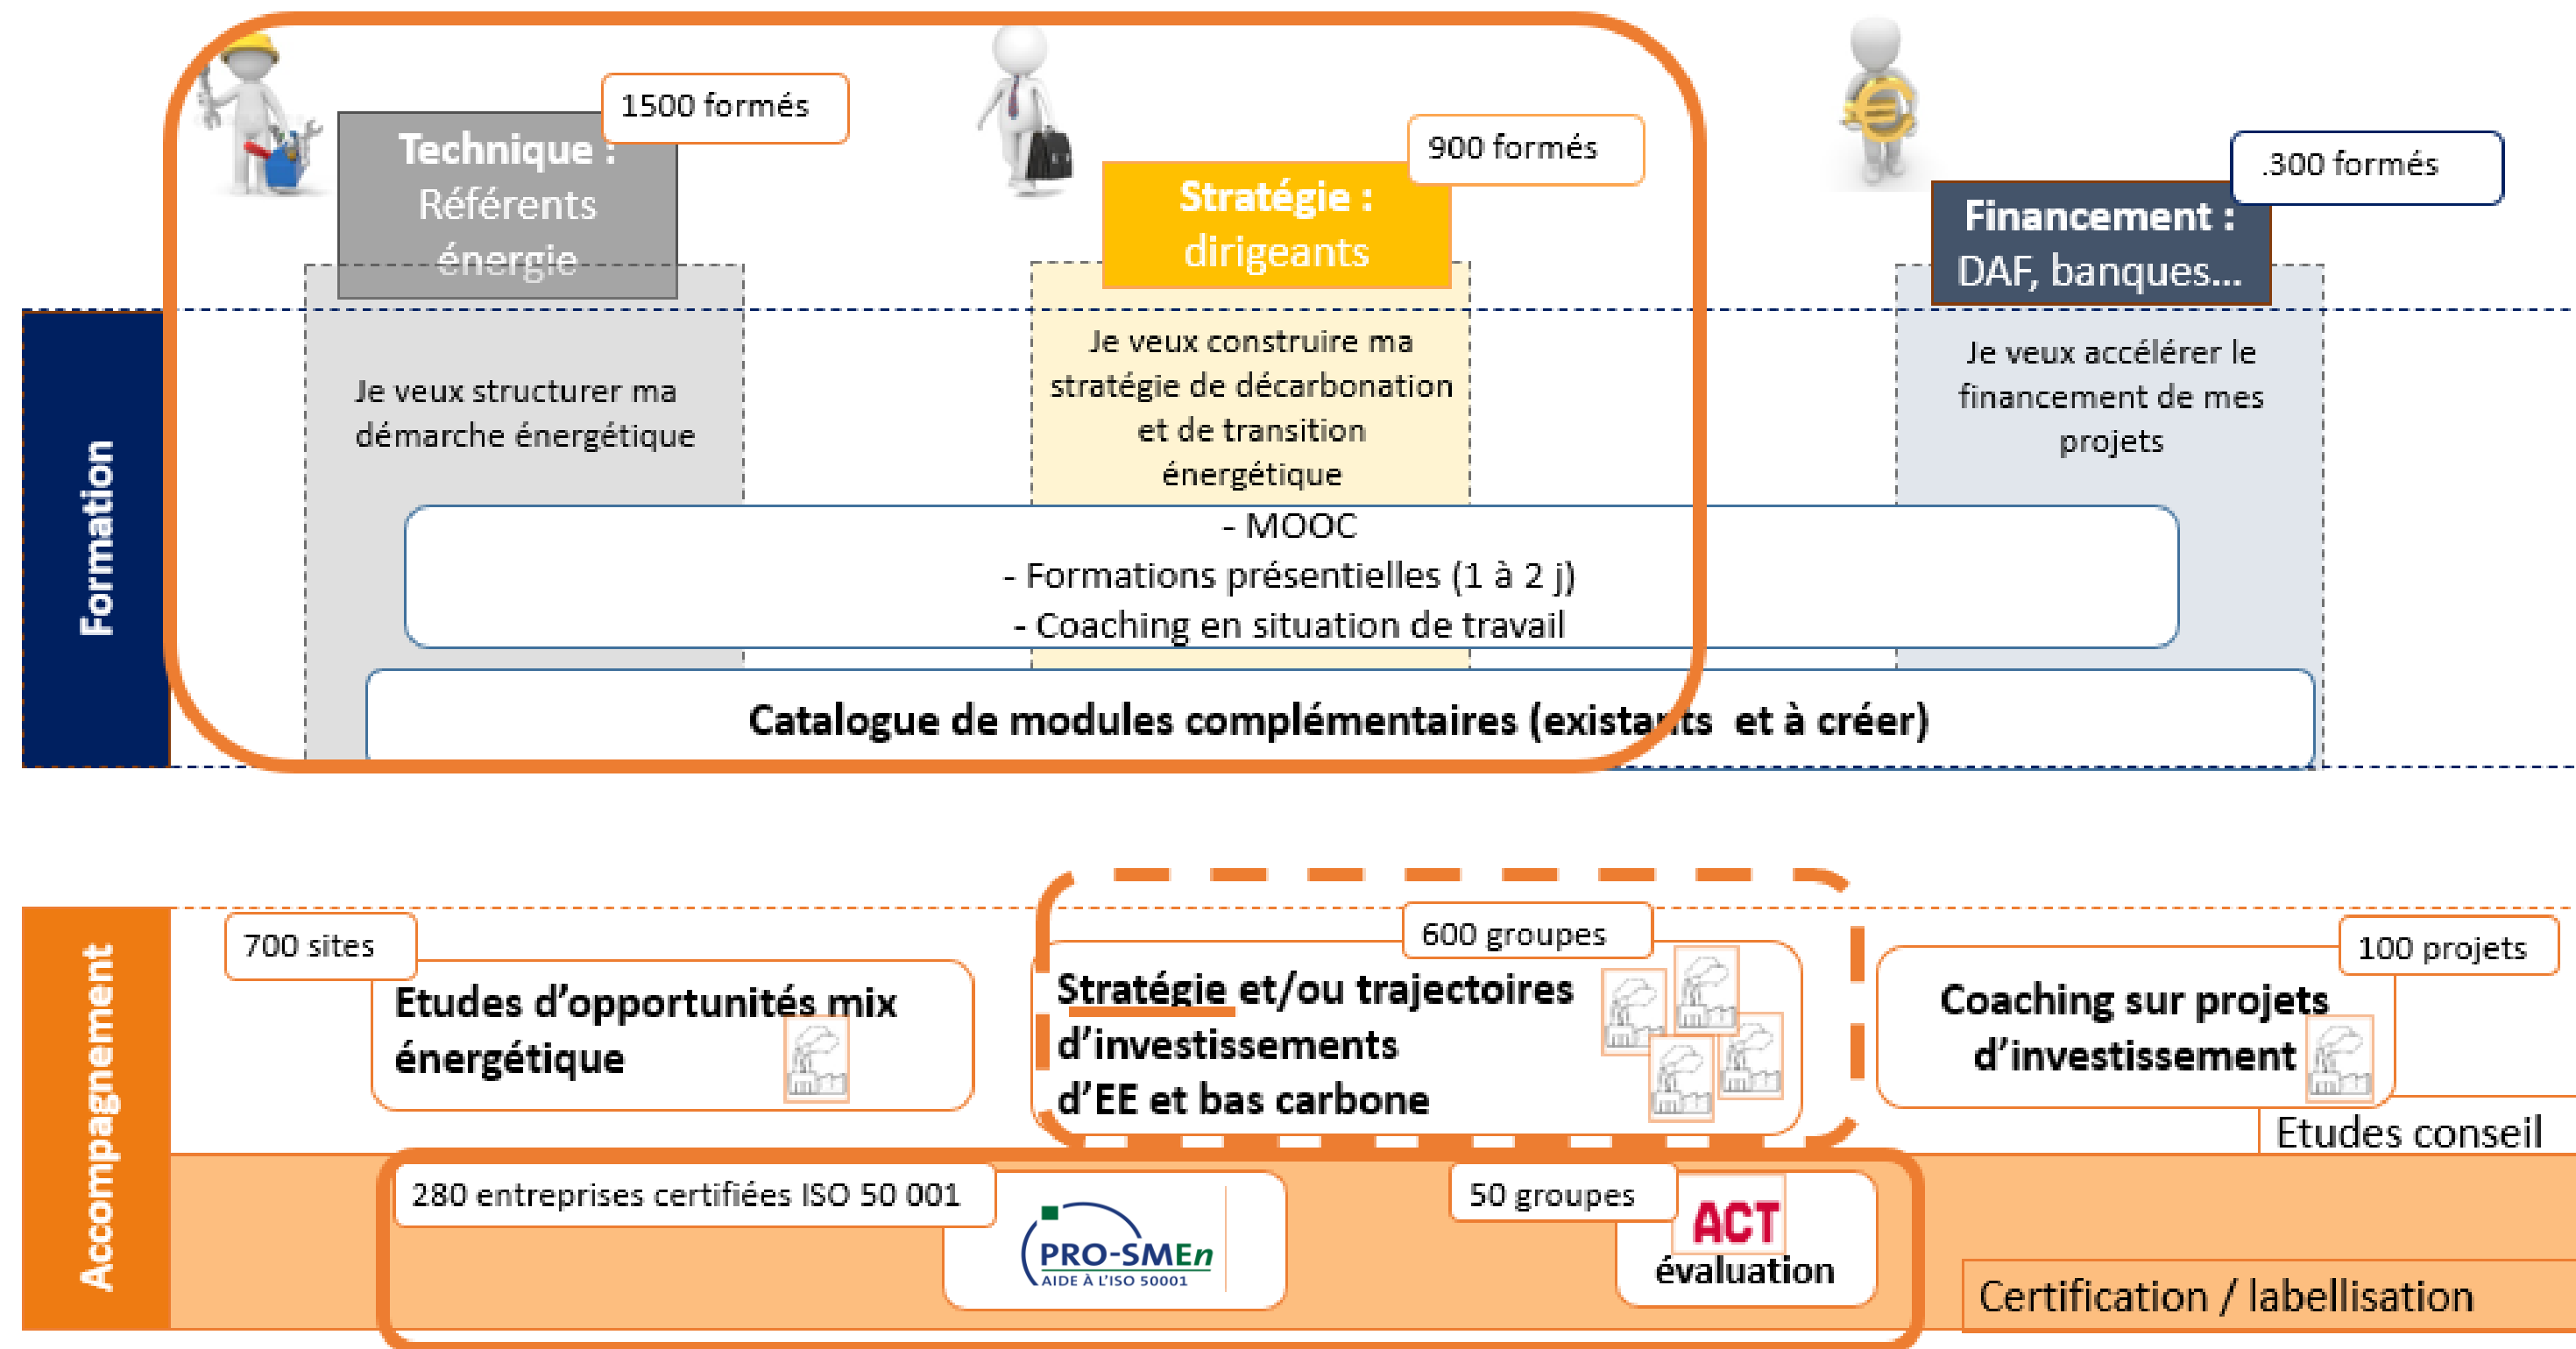 1500 formés
Technique :
Référents
énergie
900 formés
Stratégie :
dirigeants
.300 formés
Financement :
DAF, banques...
Formation
Je veux structurer ma
démarche énergétique
Je veux construire ma
stratégie de décarbonation
et de transition
énergétique
Je veux accélérer le
financement de mes
projets
- MOOC
- Formations présentielles (1 à 2 j)
- Coaching en situation de travail
Catalogue de modules complémentaires (existants et à créer)
Accompagnement
700 sites
Etudes d'opportunités mix
énergétique
600 groupes
Stratégie et/ou trajectoires
d'investissements
d'EE et bas carbone
100 projets
Coaching sur projets
d'investissement
Etudes conseil
280 entreprises certifiées ISO 50 001
PRO-SMEn
AIDE À L'ISO 50001
50 groupes
ACT
évaluation
Certification / labellisation